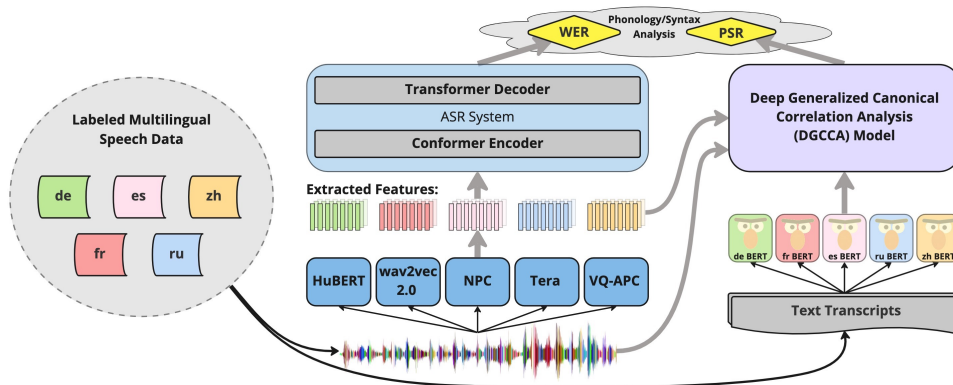 Phonology/Syntax
Analysis
WER
PSR
Labeled Multilingual
Speech Data
de
es
zh
fr
ru
Transformer Decoder
ASR System
Conformer Encoder
Extracted Features:
HuBERT
wav2vec
2.0
NPC
Tera
VQ-APC
Deep Generalized Canonical
Correlation Analysis
(DGCCA) Model
de BERT
fr BERT
es BERT
ru BERT
zh BERT
Text Transcripts